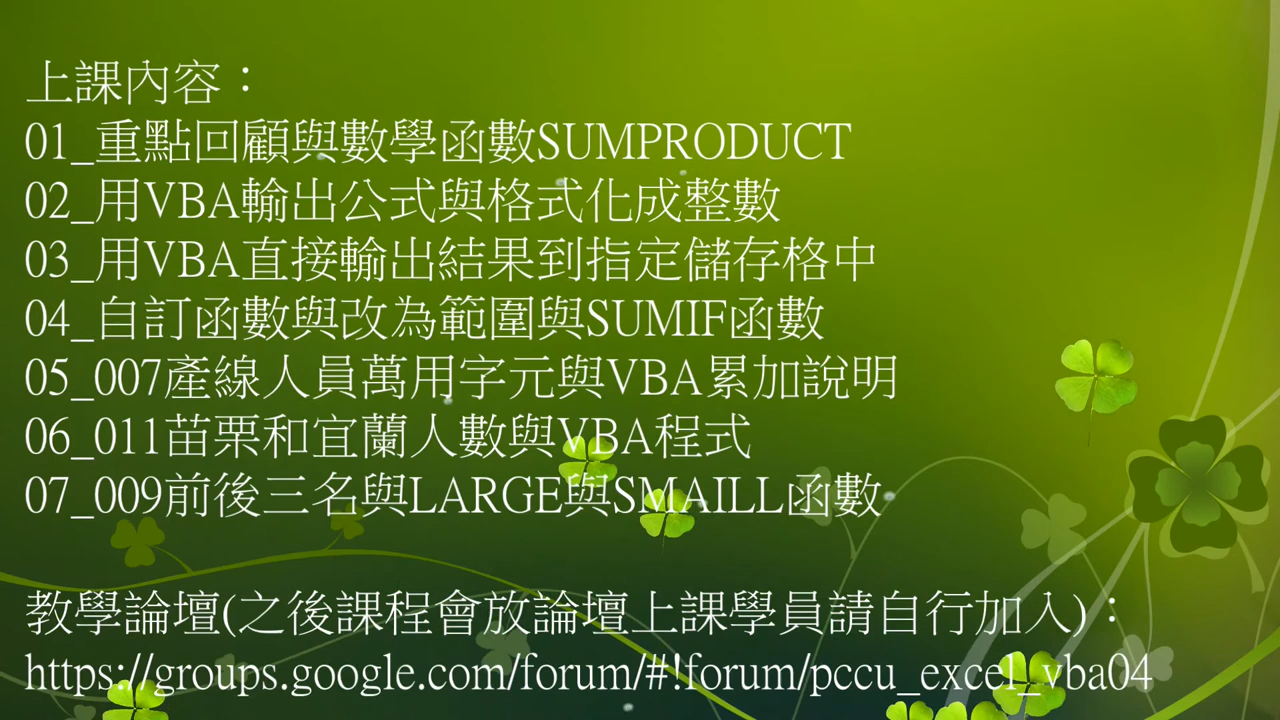 上課內容：
01_重點回顧與數學函數SUMPRODUCT
02_用VBA輸出公式與格式化成整數
03_用VBA直接輸出結果到指定儲存格中
04_自訂函數與改為範圍與SUMIF函數
05_007產線人員萬用字元與VBA累加說明
06_011苗栗和宜蘭人數與VBA程式
07_009前後三名與LARGE與SMAILL函數
教學論壇(之後課程會放論壇上課學員請自行加入)：
https://groups.google.com/forum/#!forum/pccu_excel_vba04